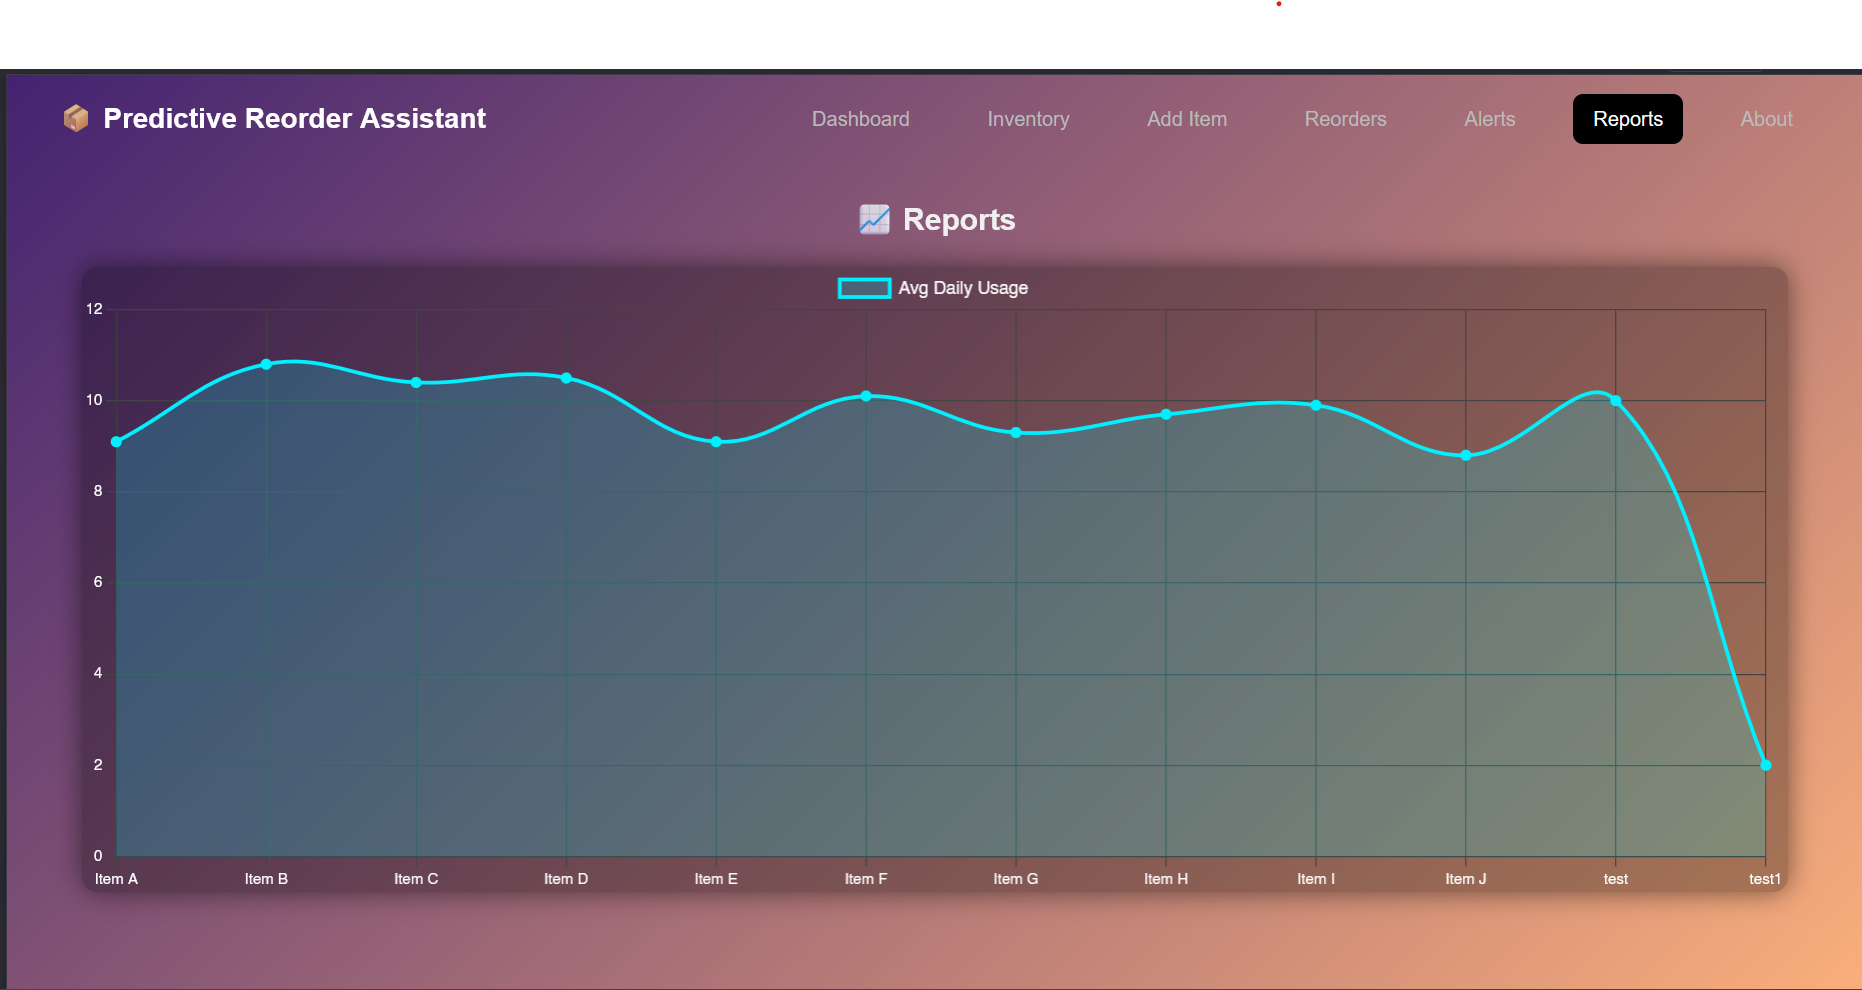 Predictive Reorder Assistant Dashboard Inventory Add Item Reorders Alerts Reports About
Reports
Avg Daily Usage
12
10
8
6
4
2
0
Item A Item B Item C Item D Item E Item F Item G Item H Item I Item J test test1